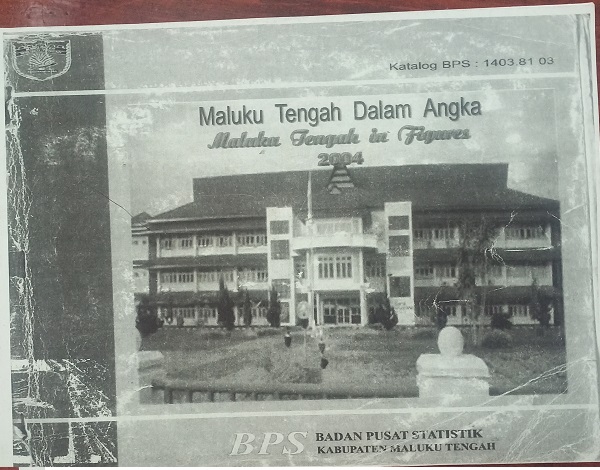 Katalog BPS : 1403.81.03
Maluku Tengah Dalam Angka
Maluku Tengah in Figures
2004
BPS BADAN PUSAT STATISTIK
KABUPATEN MALUKU TENGAH